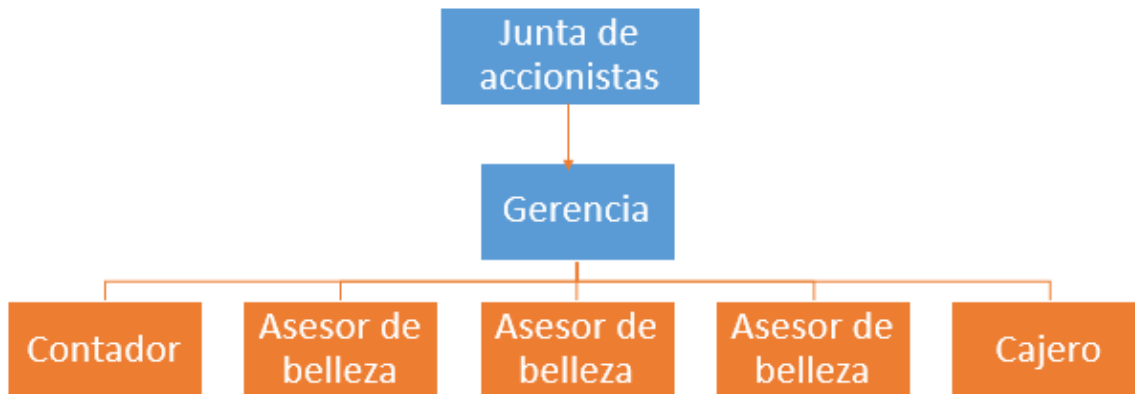 Junta de
accionistas
Gerencia
Contador
Asesor de
belleza
Asesor de
belleza
Asesor de
belleza
Cajero